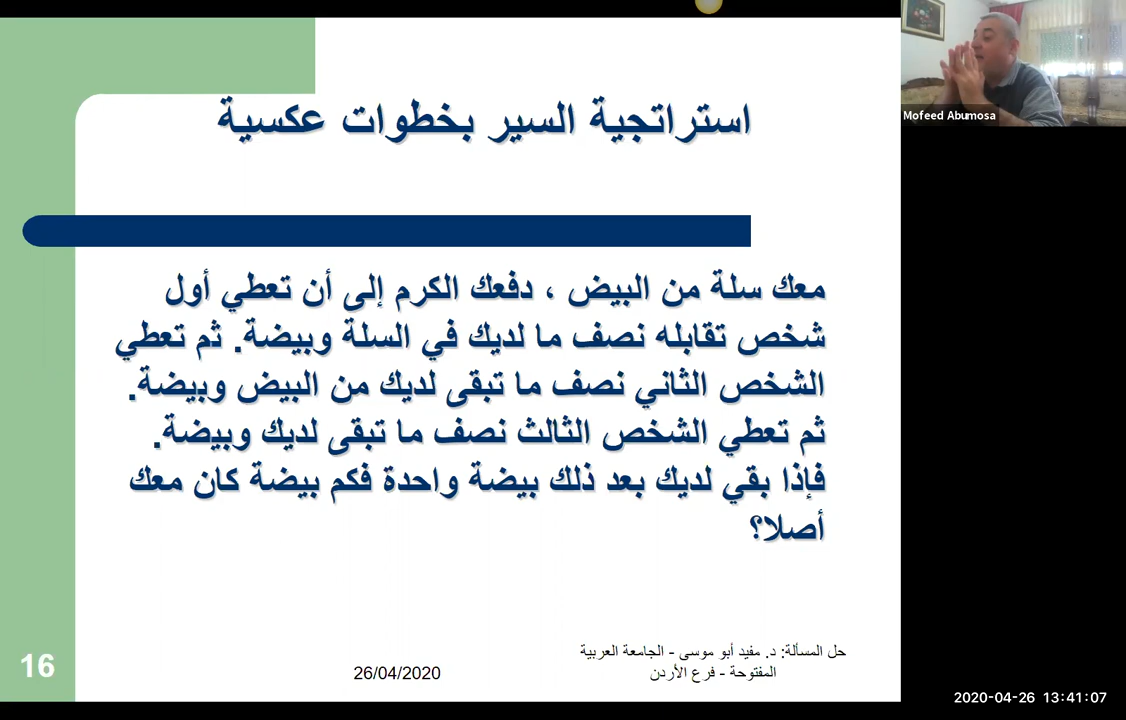 Mofeed Abumosa
استراتجية السير بخطوات عكسية
معك سلة من البيض ، دفعك الكرم إلى أن تعطي أول
شخص تقابله نصف ما لديك في السلة وبيضة. ثم تعطي
الشخص الثاني نصف ما تبقى لديك من البيض وبيضة.
ثم تعطي الشخص الثالث نصف ما تبقى لديك وبيضة.
فإذا بقي لديك بعد ذلك بيضة واحدة فكم بيضة كان معك
أصلا؟
حل المسألة: د. مفيد أبو موسى - الجامعة العربية
المفتوحة - فرع الأردن
26/04/2020
16
2020-04-26 13:41:07